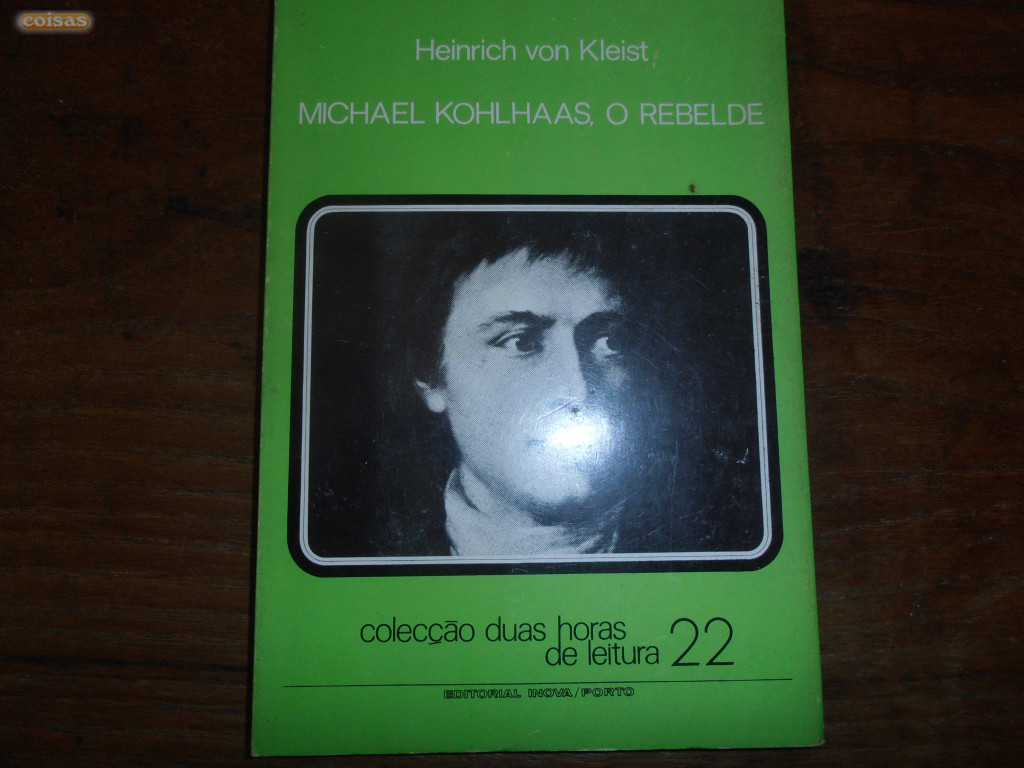 coisas
Heinrich von Kleist
MICHAEL KOHLHAAS, O REBELDE
colecção duas horas
de leitura 22
EDITORIAL INOVA/PORTO